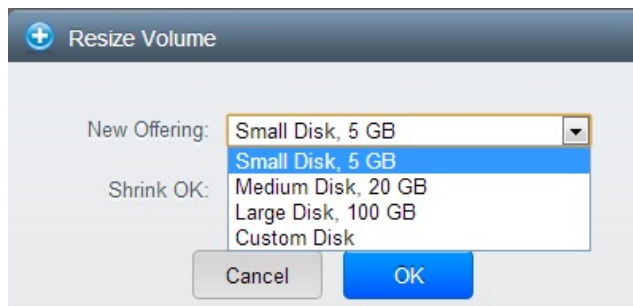 Resize Volume
New Offering: Small Disk, 5 GB
Small Disk, 5 GB
Shrink OK: Medium Disk, 20 GB
Large Disk, 100 GB
Custom Disk
Cancel OK